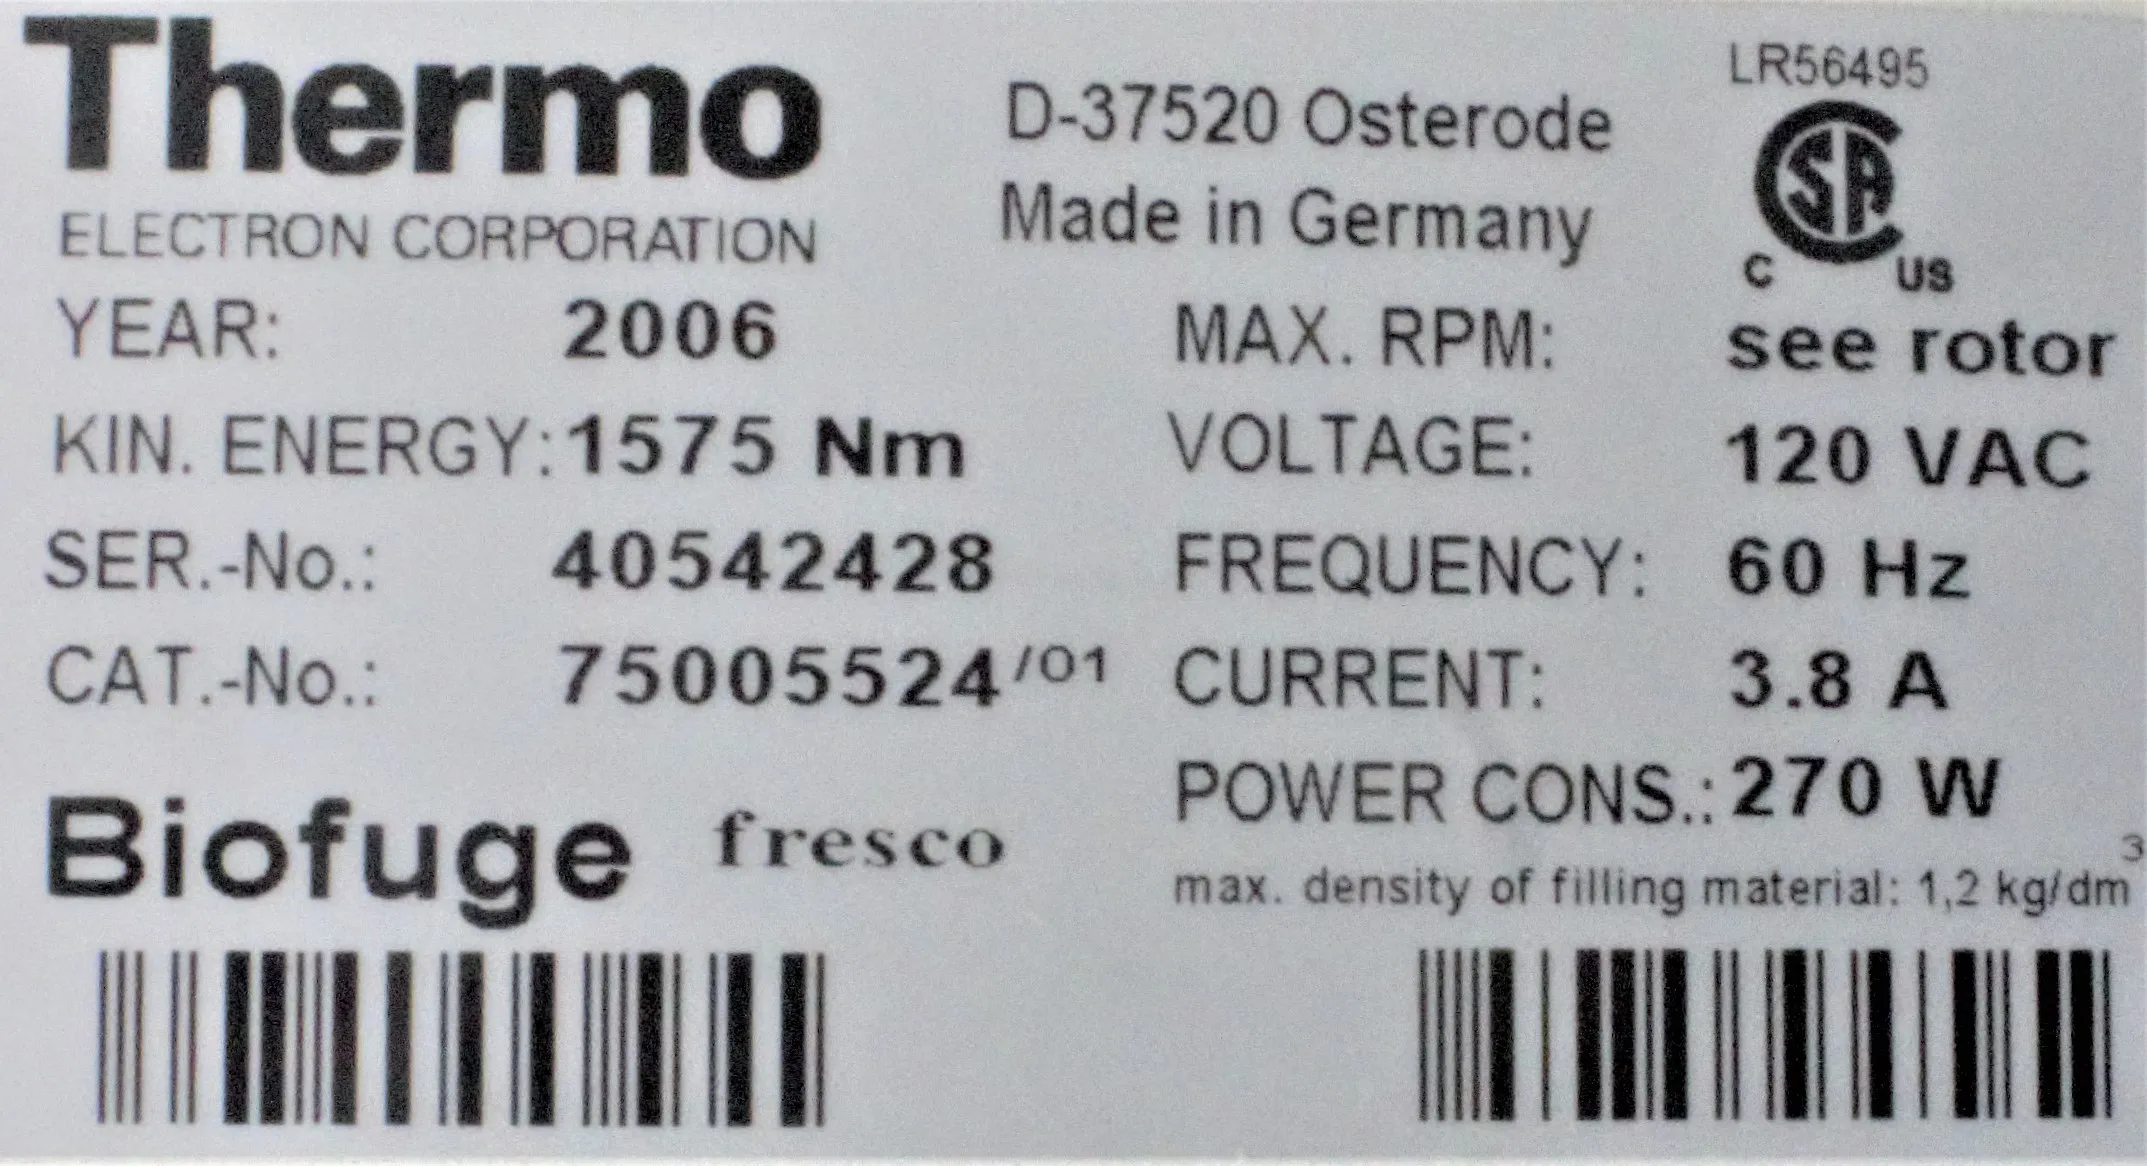 Thermo
ELECTRON CORPORATION
D-37520 Osterode
Made in Germany
LR56495
CSA
C US
YEAR: 2006
MAX. RPM: see rotor
KIN. ENERGY: 1575 Nm
VOLTAGE: 120 VAC
SER.-No.: 40542428
FREQUENCY: 60 Hz
CAT.-No.: 75005524/01
CURRENT: 3.8 A
POWER CONS.: 270 W
Biofuge fresco
max. density of filling material: 1,2 kg/dm³